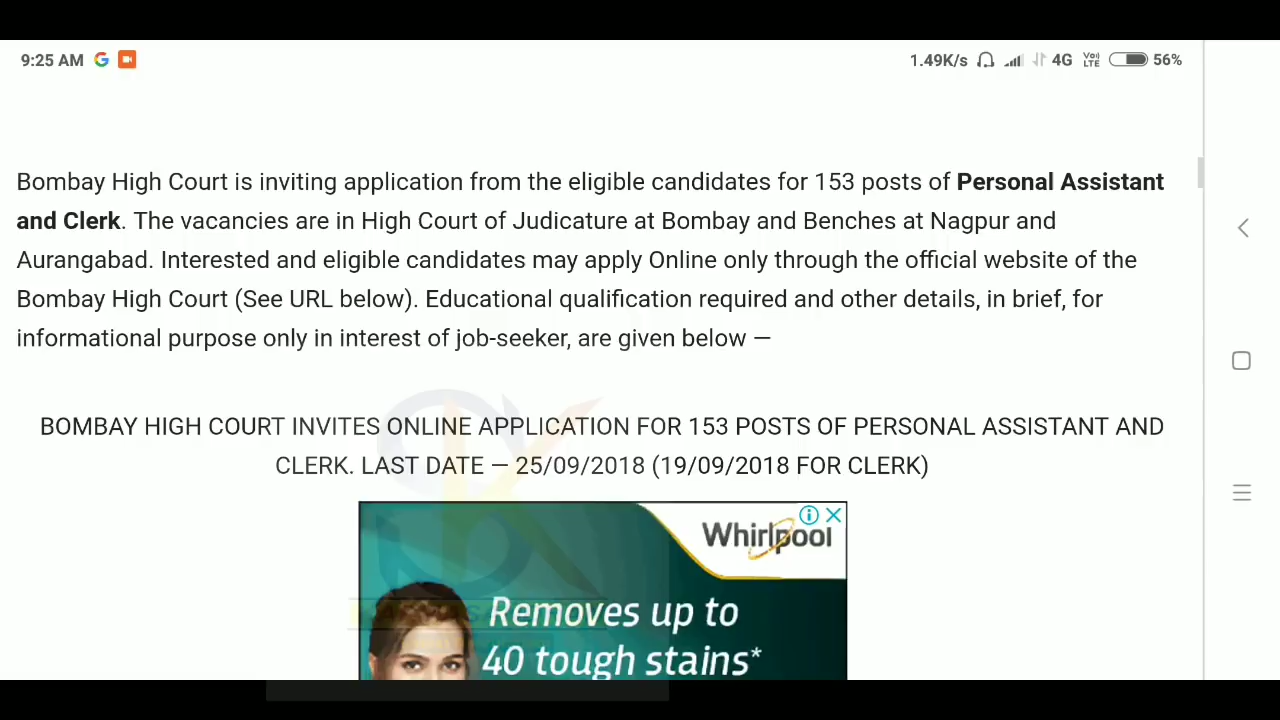 9:25 AM
1.49K/s 4G Vo) LTE 56%
Bombay High Court is inviting application from the eligible candidates for 153 posts of Personal Assistant
and Clerk. The vacancies are in High Court of Judicature at Bombay and Benches at Nagpur and
Aurangabad. Interested and eligible candidates may apply Online only through the official website of the
Bombay High Court (See URL below). Educational qualification required and other details, in brief, for
informational purpose only in interest of job-seeker, are given below —
BOMBAY HIGH COURT INVITES ONLINE APPLICATION FOR 153 POSTS OF PERSONAL ASSISTANT AND
CLERK. LAST DATE — 25/09/2018 (19/09/2018 FOR CLERK)
Whirlpool
Removes up to
40 tough stains*